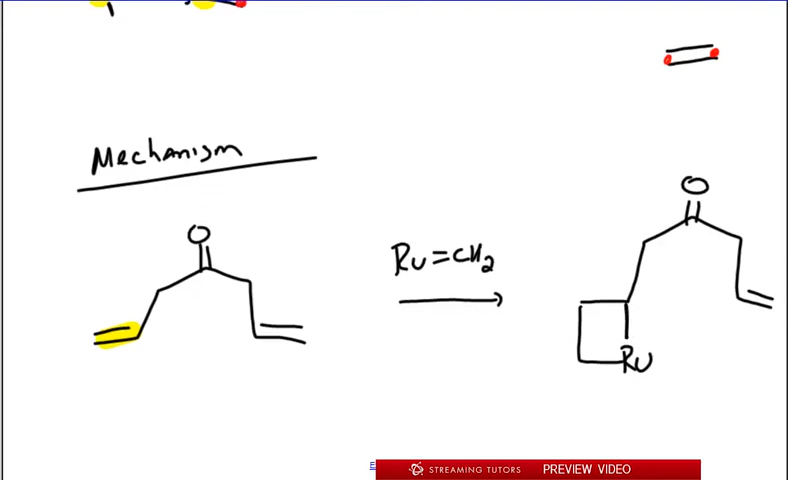 Mechanism
O
O
Ru=CH2
Ru
E
STREAMING TUTORS PREVIEW VIDEO